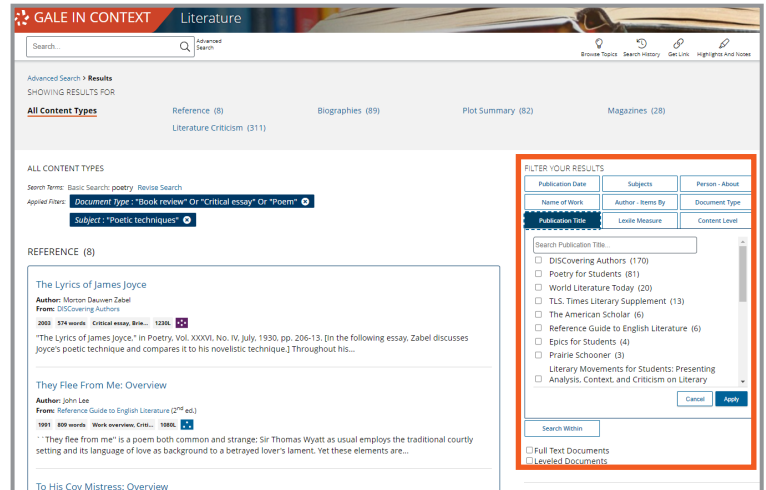 GALE IN CONTEXT Literature
Search...
Advanced
Search
Browse Topics Search History Get Link Highlights And Notes
Advanced Search > Results
SHOWING RESULTS FOR
All Content Types Reference (8) Biographies (89) Plot Summary (82) Magazines (28)
Literature Criticism (311)
ALL CONTENT TYPES
Search Terms: Basic Search: poetry Revise Search
Applied Filters: Document Type : "Book review" Or "Critical essay" Or "Poem"
Subject : "Poetic techniques"
REFERENCE (8)
The Lyrics of James Joyce
Author: Morton Dauwen Zabel
From: DISCovering Authors
2003 574 words Critical essay, Brie... 1230L
"The Lyrics of James Joyce," in Poetry, Vol. XXXVI, No. IV, July, 1930, pp. 206-13. [In the following essay, Zabel discusses
Joyce's poetic technique and compares it to his novelistic technique.] Throughout his...
They Flee From Me: Overview
Author: John Lee
From: Reference Guide to English Literature (2nd ed.)
1991 809 words Work overview, Criti... 1080L
``They flee from me'' is a poem both common and strange; Sir Thomas Wyatt as usual employs the traditional courtly
setting and its language of love as background to a betrayed lover's lament. Yet these elements are...
To His Coy Mistress: Overview
FILTER YOUR RESULTS
Publication Date Subjects Person - About
Name of Work Author - Items By Document Type
Publication Title Lexile Measure Content Level
Search Publication Title...
DISCovering Authors (170)
Poetry for Students (81)
World Literature Today (20)
TLS. Times Literary Supplement (13)
The American Scholar (6)
Reference Guide to English Literature (6)
Epics for Students (4)
Prairie Schooner (3)
Literary Movements for Students: Presenting
Analysis, Context, and Criticism on Literary
Cancel Apply
Search Within
Full Text Documents
Leveled Documents